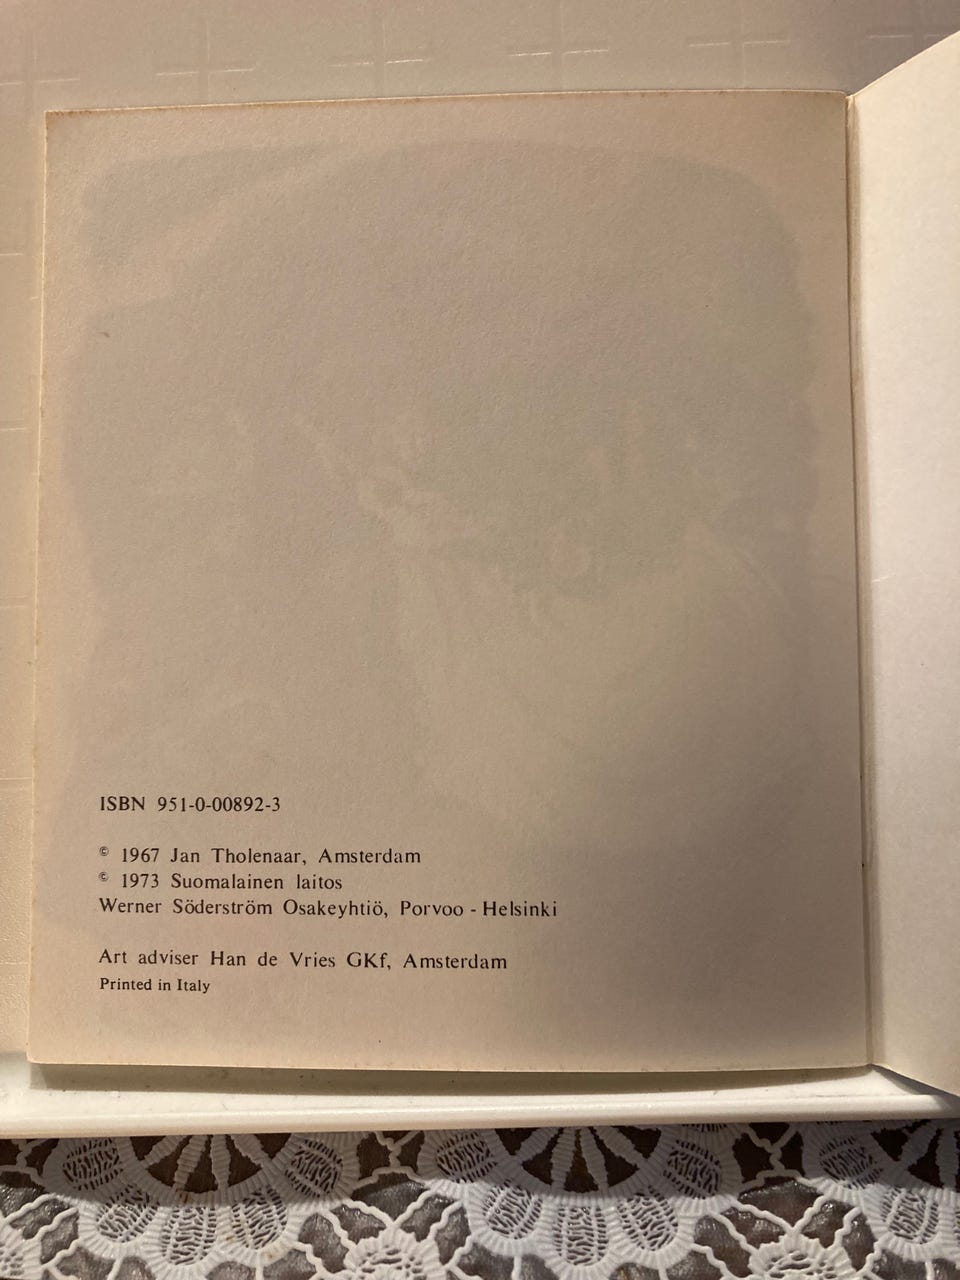 ISBN 951-0-00892-3
© 1967 Jan Tholenaar, Amsterdam
© 1973 Suomalainen laitos
Werner Söderström Osakeyhtiö, Porvoo - Helsinki
Art adviser Han de Vries GKf, Amsterdam
Printed in Italy